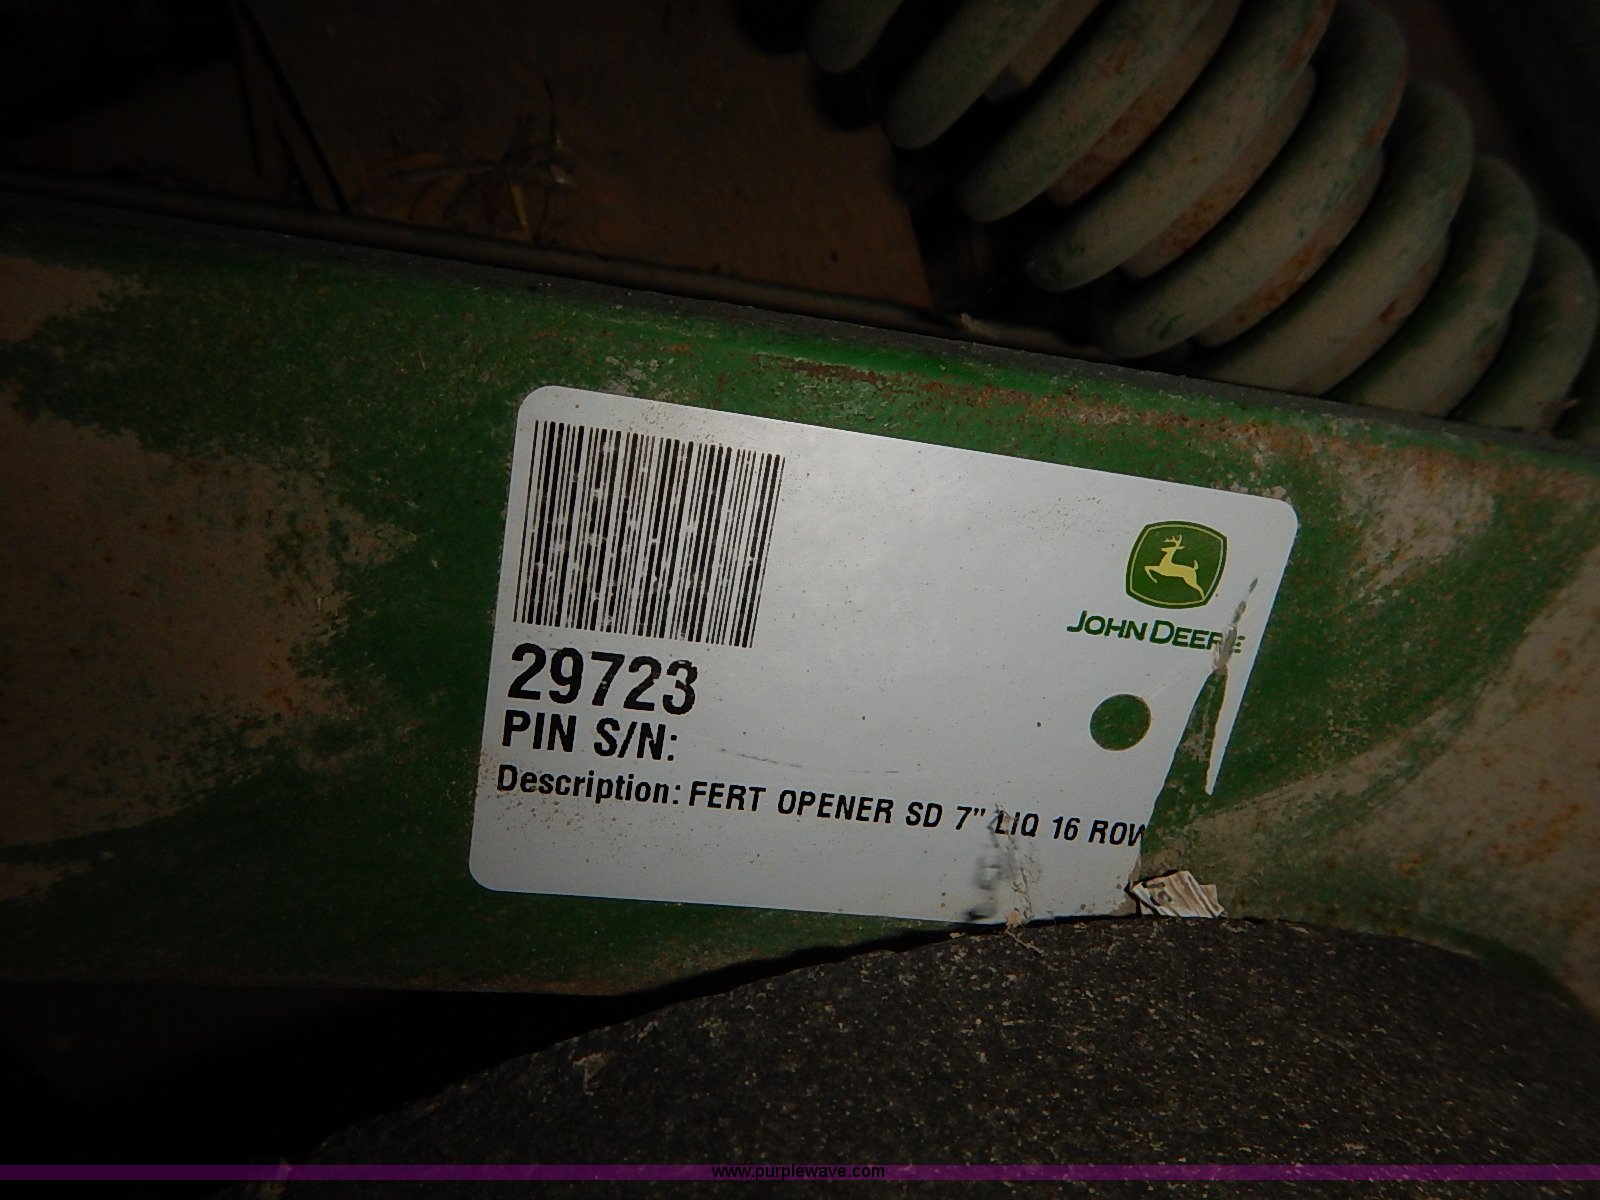 JOHN DEERE
29723
PIN S/N:
Description: FERT OPENER SD 7" LIQ 16 ROW
www.purplewave.com